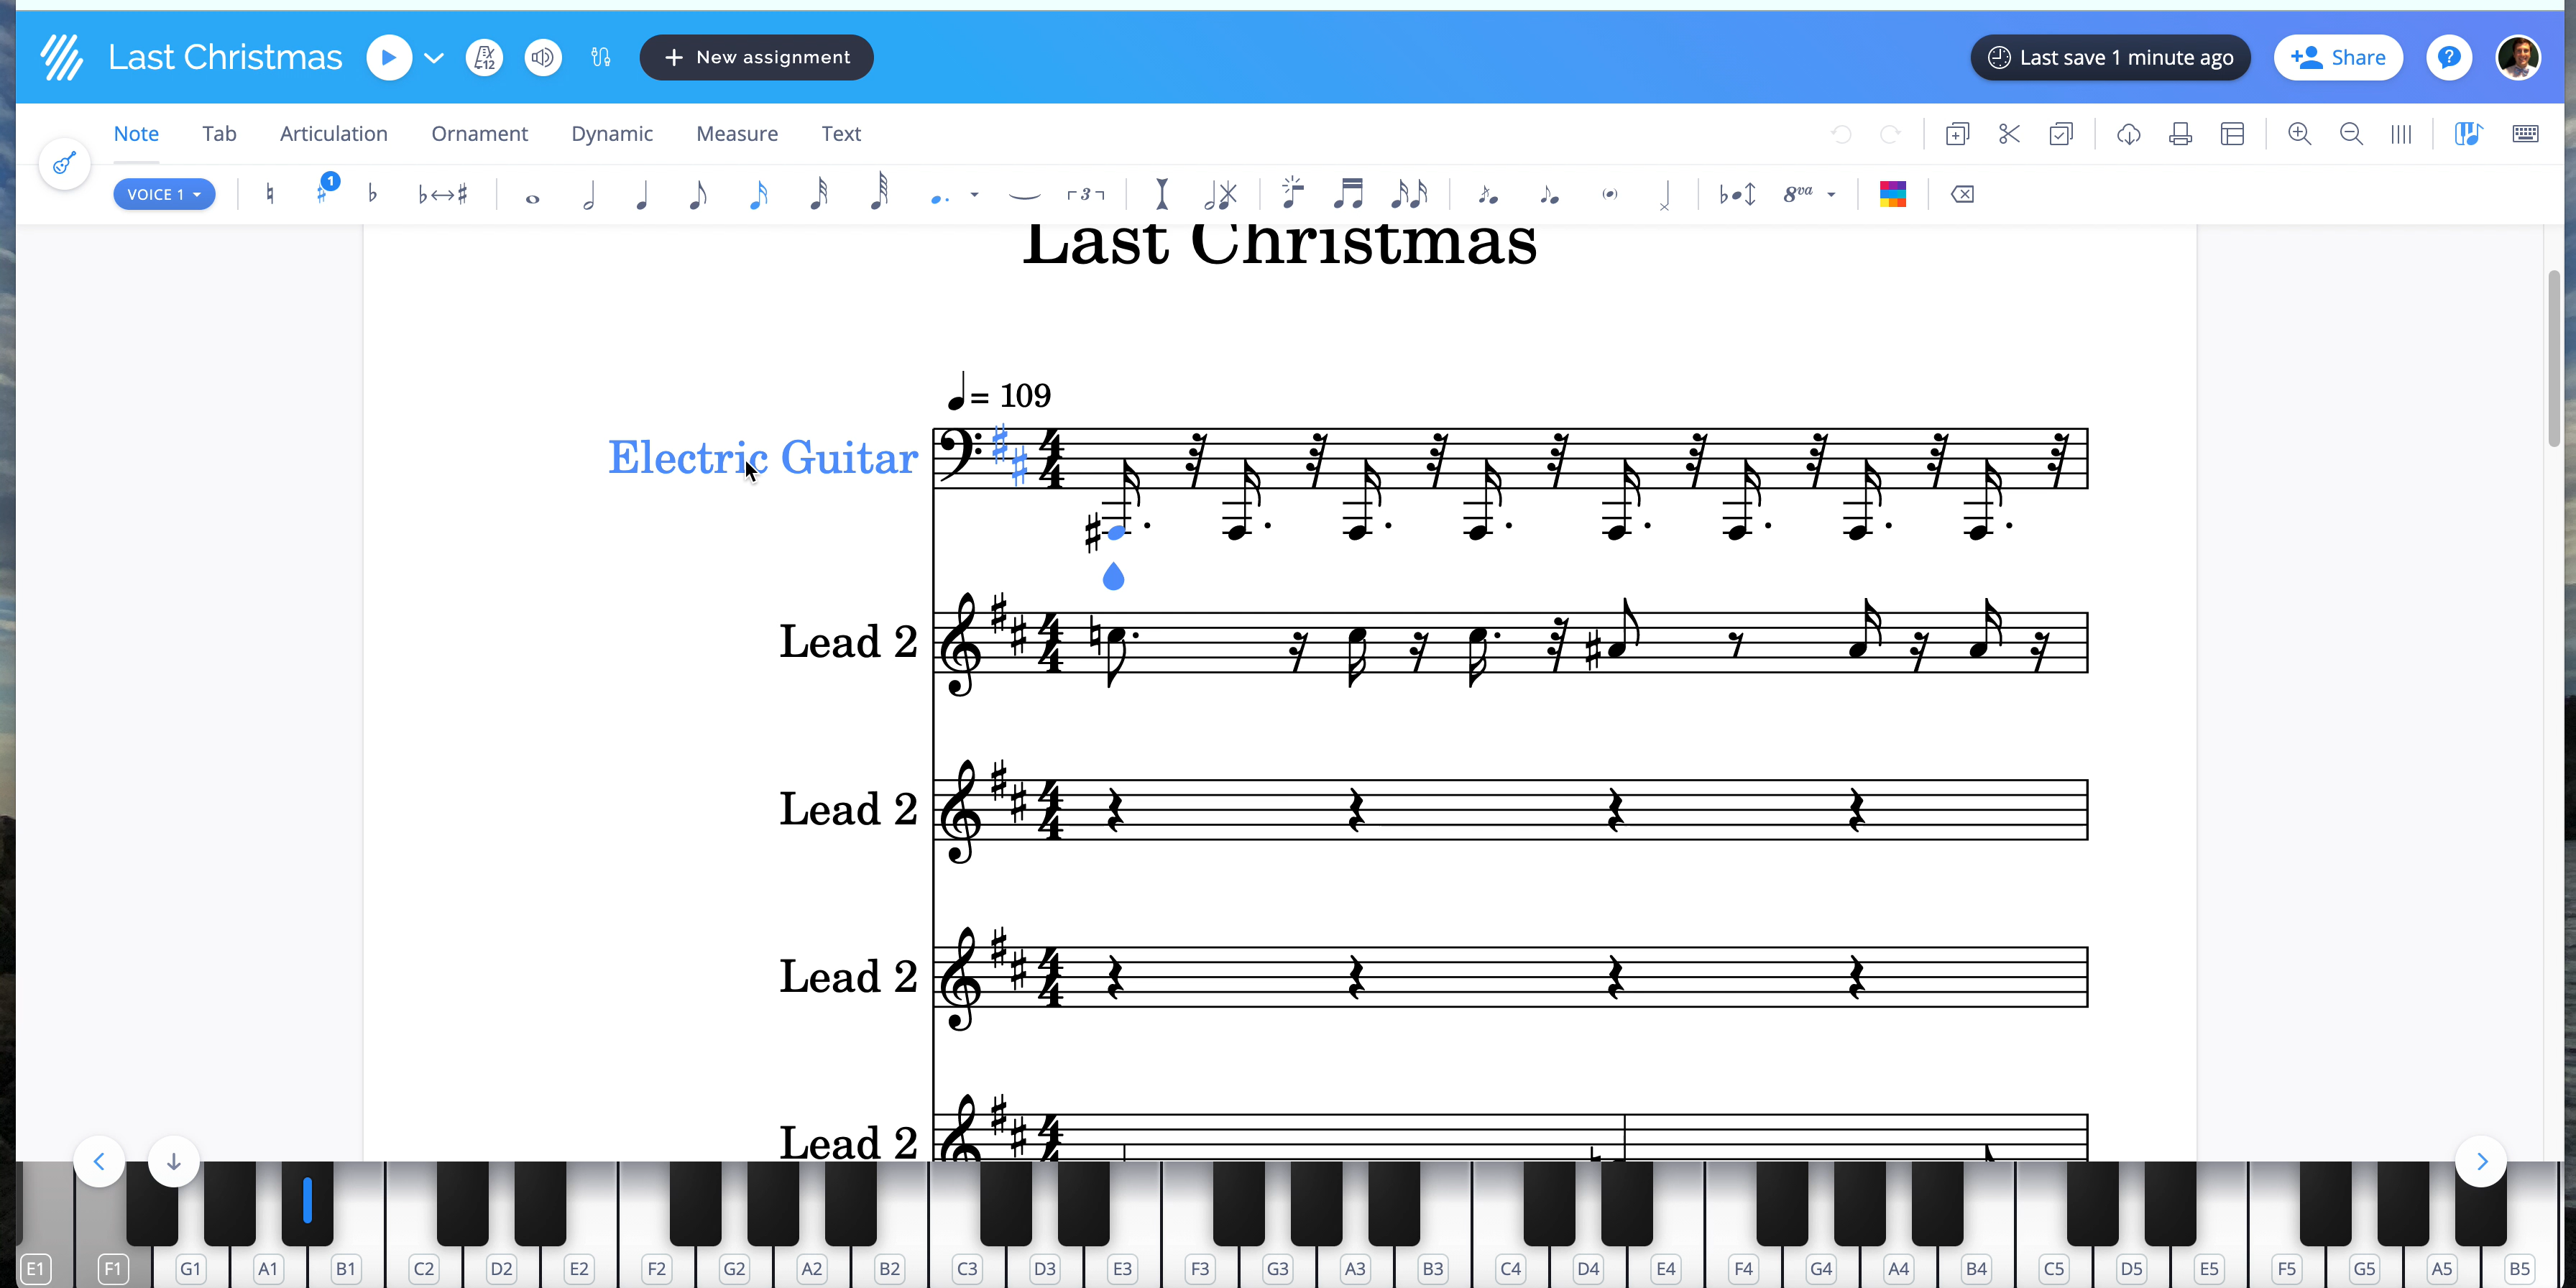 Last Christmas
New assignment
Last save 1 minute ago
Share
Note Tab Articulation Ornament Dynamic Measure Text
VOICE 1
1
3
8va
Last Christmas
= 109
Electric Guitar
Lead 2
Lead 2
Lead 2
Lead 2
E1 F1 G1 A1 B1 C2 D2 E2 F2 G2 A2 B2 C3 D3 E3 F3 G3 A3 B3 C4 D4 E4 F4 G4 A4 B4 C5 D5 E5 F5 G5 A5 B5